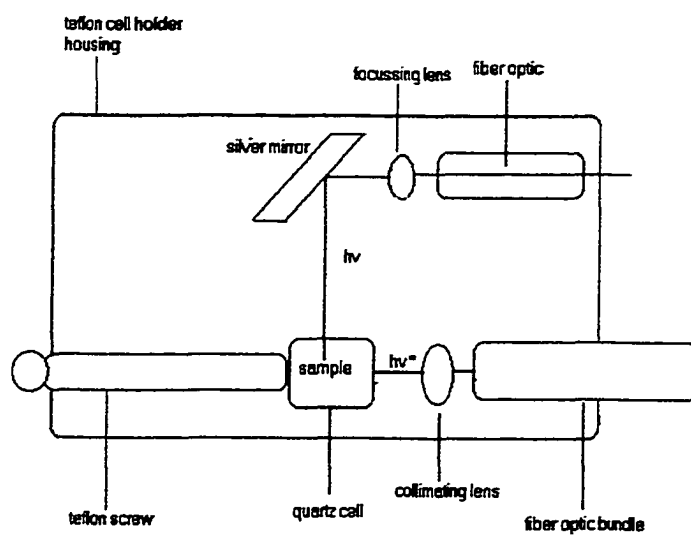 teflon cell holder
housing
focussing lens
fiber optic
silver mirror
hv
sample
hv*
teflon screw
quartz cell
collimating lens
fiber optic bundle